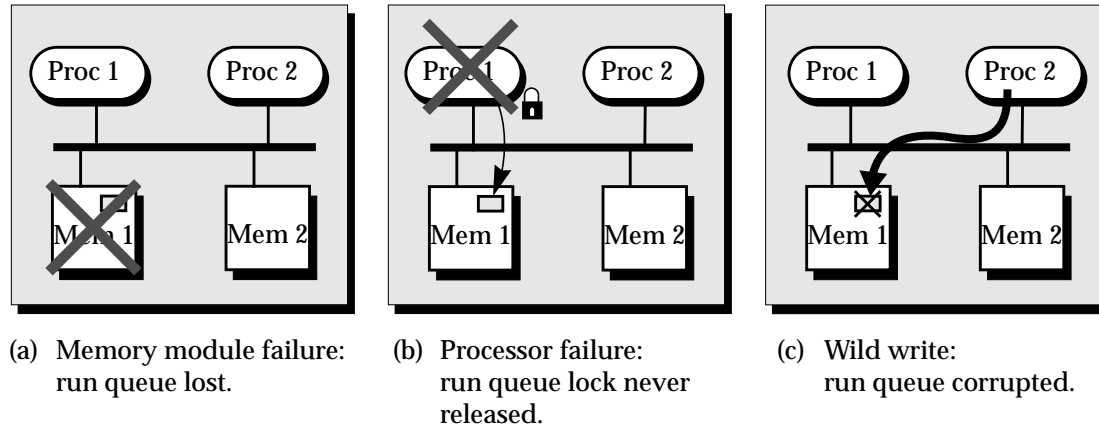 Proc 1
Proc 2
Mem 1
Mem 2
(a) Memory module failure:
run queue lost.
Proc 1
Proc 2
Mem 1
Mem 2
(b) Processor failure:
run queue lock never
released.
Proc 1
Proc 2
Mem 1
Mem 2
(c) Wild write:
run queue corrupted.